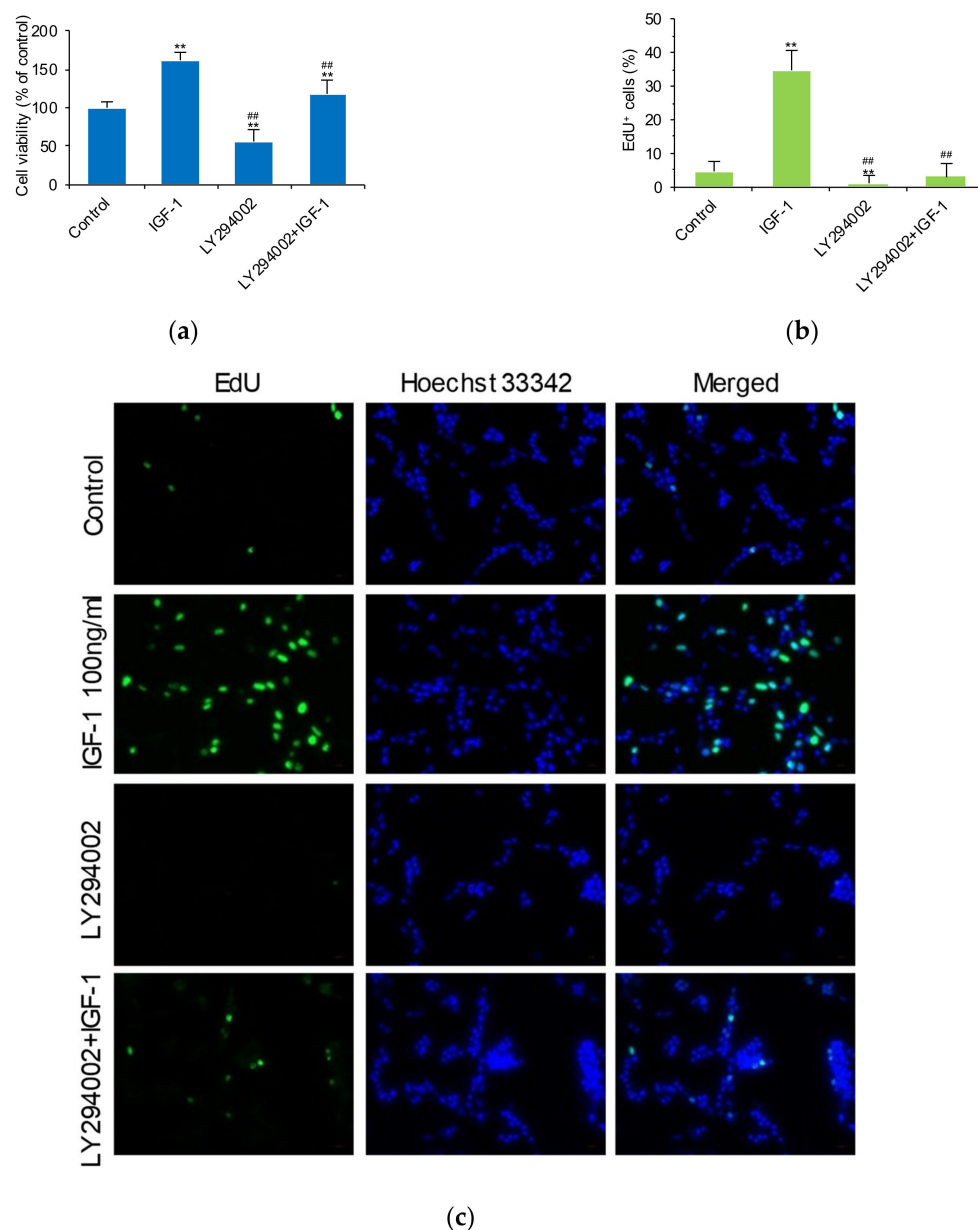 Cell viability (% of control)
200
150
100
50
0
**
##
**
##
**
Control
IGF-1
LY294002
LY294002+IGF-1
(a)
EdU⁺ cells (%)
50
40
30
20
10
0
**
##
**
##
Control
IGF-1
LY294002
LY294002+IGF-1
(b)
EdU
Hoechst 33342
Merged
Control
IGF-1 100ng/ml
LY294002
LY294002+IGF-1
(c)